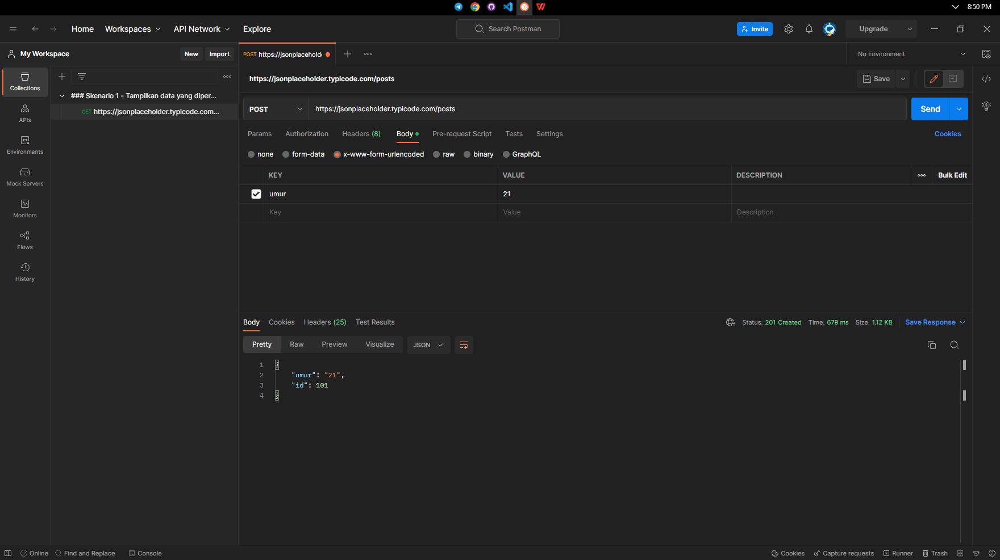 8:50 PM
Home Workspaces API Network Explore Search Postman Invite Upgrade
My Workspace New Import POST https://jsonplaceholde No Environment
https://jsonplaceholder.typicode.com/posts Save
Collections
### Skenario 1 - Tampilkan data yang diper...
GET https://jsonplaceholder.typicode.com...
POST https://jsonplaceholder.typicode.com/posts Send
APIs
Environments
Mock Servers
Monitors
Flows
History
Params Authorization Headers (8) Body Pre-request Script Tests Settings Cookies
none form-data x-www-form-urlencoded raw binary GraphQL
KEY VALUE DESCRIPTION Bulk Edit
umur 21
Key Value Description
Body Cookies Headers (25) Test Results Status: 201 Created Time: 679 ms Size: 1.12 KB Save Response
Pretty Raw Preview Visualize JSON
1 {
2 "umur": "21",
3 "id": 101
4 }
Online Find and Replace Console Cookies Capture requests Runner Trash